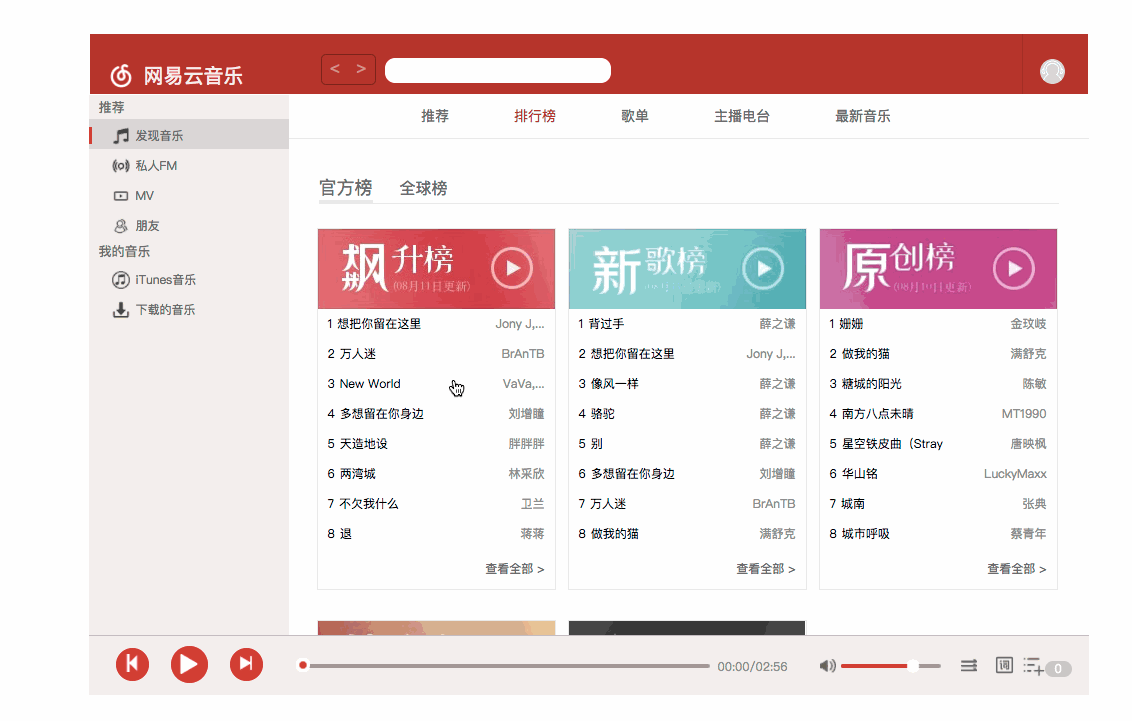 网易云音乐
< >
推荐
发现音乐
私人FM
MV
朋友
我的音乐
iTunes音乐
下载的音乐
推荐 排行榜 歌单 主播电台 最新音乐
官方榜 全球榜
飙升榜
(08月11日更新)
1 想把你留在这里 Jony J,...
2 万人迷 BrAnTB
3 New World VaVa,...
4 多想留在你身边 刘增瞳
5 天造地设 胖胖胖
6 两湾城 林采欣
7 不欠我什么 卫兰
8 退 蒋蒋
查看全部 >
新歌榜
1 背过手 薛之谦
2 想把你留在这里 Jony J,...
3 像风一样 薛之谦
4 骆驼 薛之谦
5 别 薛之谦
6 多想留在你身边 刘增瞳
7 万人迷 BrAnTB
8 做我的猫 满舒克
查看全部 >
原创榜
(08月10日更新)
1 姗姗 金玟岐
2 做我的猫 满舒克
3 糖城的阳光 陈敏
4 南方八点未晴 MT1990
5 星空铁皮曲（Stray 唐映枫
6 华山铭 LuckyMaxx
7 城南 张典
8 城市呼吸 蔡青年
查看全部 >
00:00/02:56
词
0